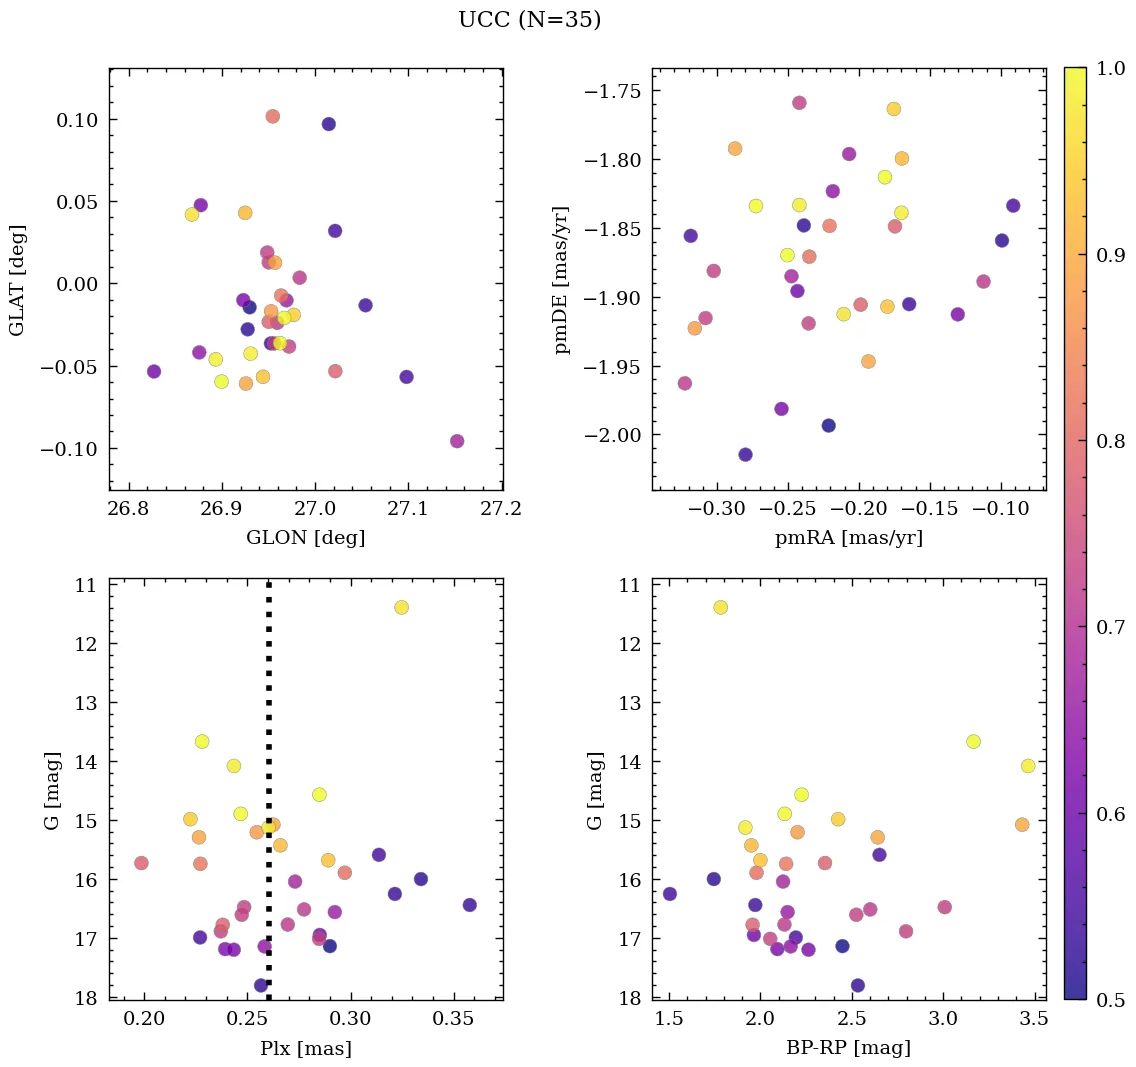 UCC (N=35)
0.10
0.05
0.00
−0.05
−0.10
GLAT [deg]
26.8 26.9 27.0 27.1 27.2
GLON [deg]
−1.75
−1.80
−1.85
−1.90
−1.95
−2.00
pmDE [mas/yr]
−0.30 −0.25 −0.20 −0.15 −0.10
pmRA [mas/yr]
11
12
13
14
15
16
17
18
G [mag]
0.20 0.25 0.30 0.35
Plx [mas]
11
12
13
14
15
16
17
18
G [mag]
1.5 2.0 2.5 3.0 3.5
BP-RP [mag]
1.0
0.9
0.8
0.7
0.6
0.5